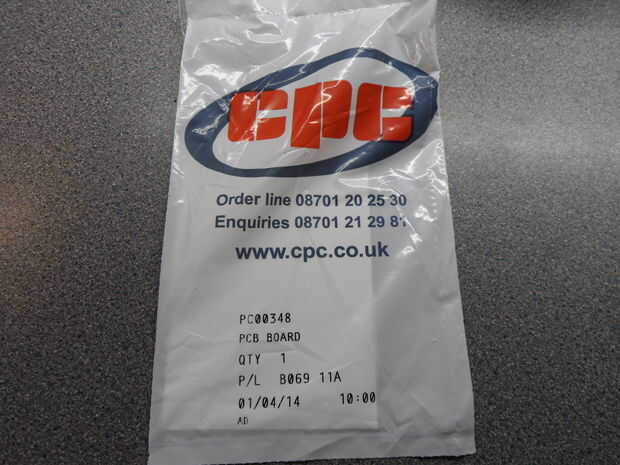 cpc
Order line 08701 20 25 30
Enquiries 08701 21 29 81
www.cpc.co.uk
PC00348
PCB BOARD
QTY 1
P/L B069 11A
01/04/14 10:00
AD